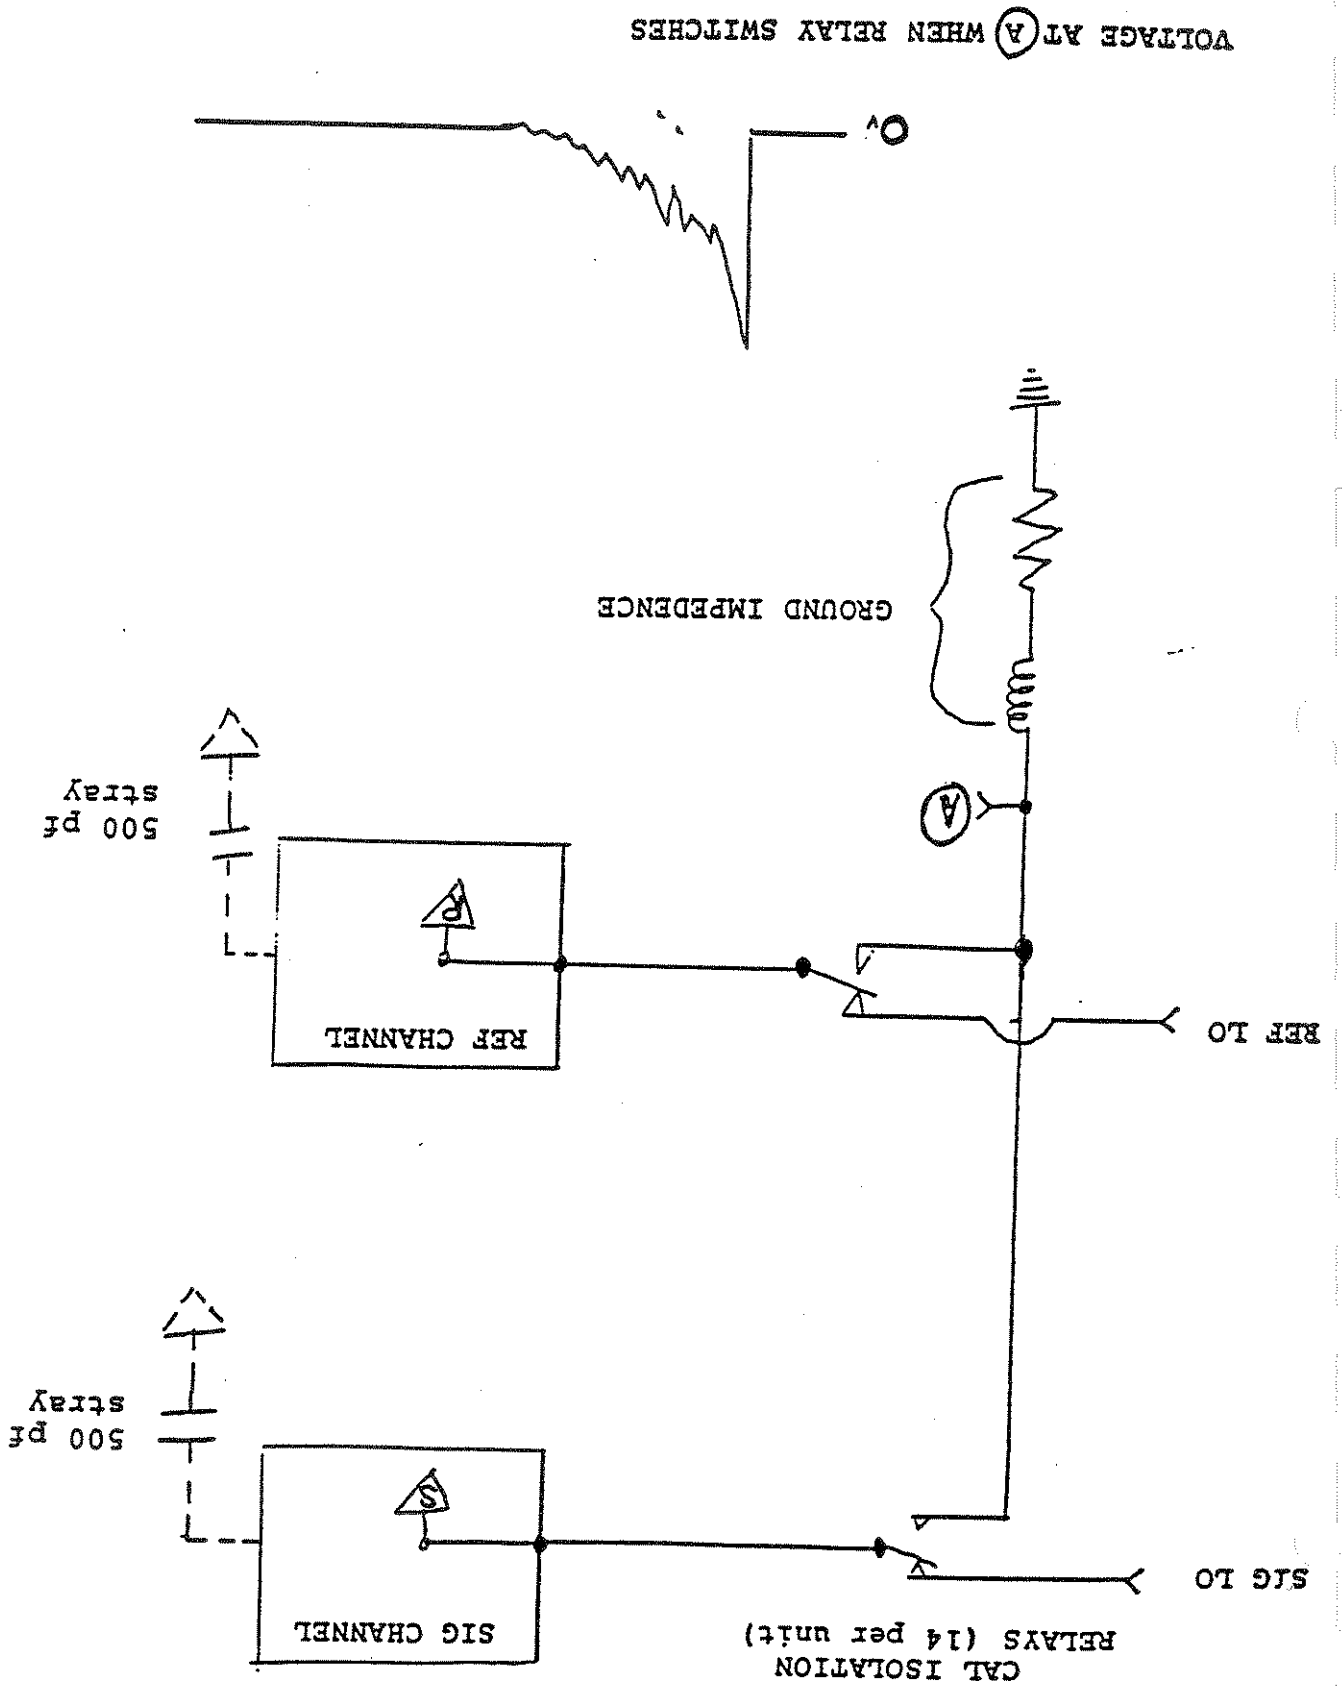 CAL ISOLATION
RELAYS (14 per unit)
SIG LO
SIG CHANNEL
S
500 pf
stray
REF LO
REF CHANNEL
R
500 pf
stray
A
GROUND IMPEDENCE
0v
VOLTAGE AT A WHEN RELAY SWITCHES